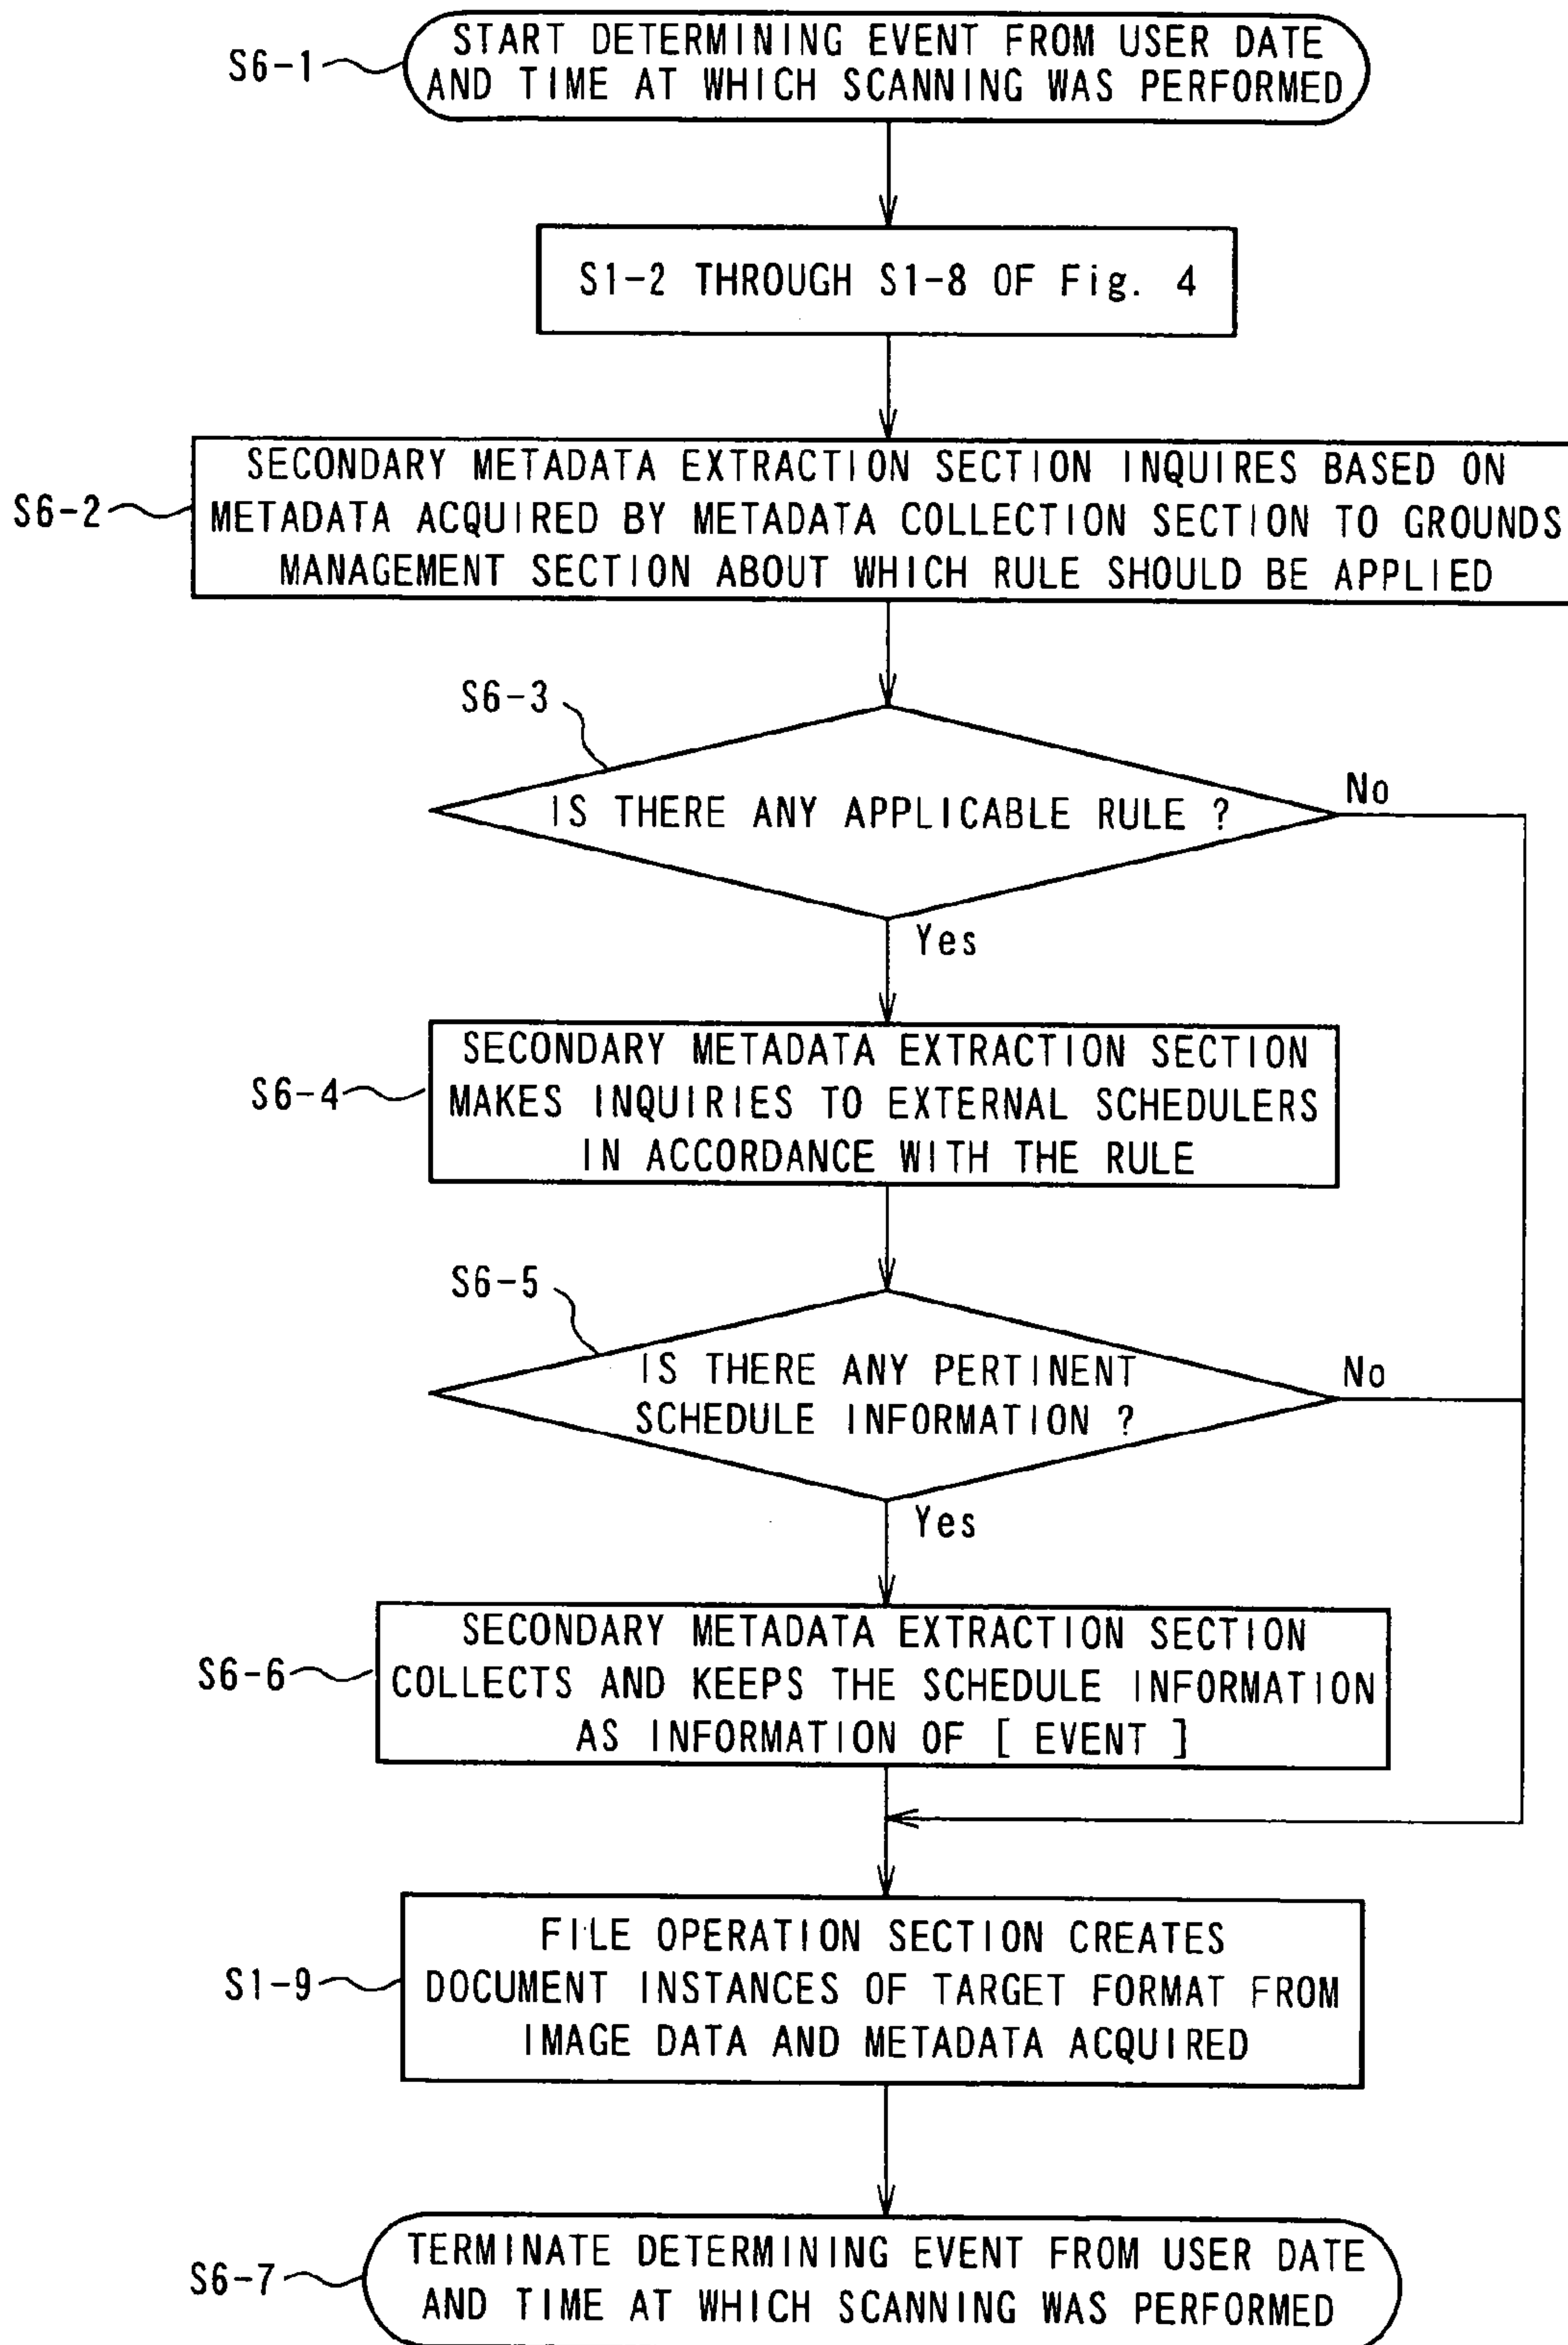 S6-1
START DETERMINING EVENT FROM USER DATE
AND TIME AT WHICH SCANNING WAS PERFORMED
S1-2 THROUGH S1-8 OF Fig. 4
S6-2
SECONDARY METADATA EXTRACTION SECTION INQUIRES BASED ON
METADATA ACQUIRED BY METADATA COLLECTION SECTION TO GROUNDS
MANAGEMENT SECTION ABOUT WHICH RULE SHOULD BE APPLIED
S6-3
IS THERE ANY APPLICABLE RULE ?
No
Yes
S6-4
SECONDARY METADATA EXTRACTION SECTION
MAKES INQUIRIES TO EXTERNAL SCHEDULERS
IN ACCORDANCE WITH THE RULE
S6-5
IS THERE ANY PERTINENT
SCHEDULE INFORMATION ?
No
Yes
S6-6
SECONDARY METADATA EXTRACTION SECTION
COLLECTS AND KEEPS THE SCHEDULE INFORMATION
AS INFORMATION OF [ EVENT ]
S1-9
FILE OPERATION SECTION CREATES
DOCUMENT INSTANCES OF TARGET FORMAT FROM
IMAGE DATA AND METADATA ACQUIRED
S6-7
TERMINATE DETERMINING EVENT FROM USER DATE
AND TIME AT WHICH SCANNING WAS PERFORMED